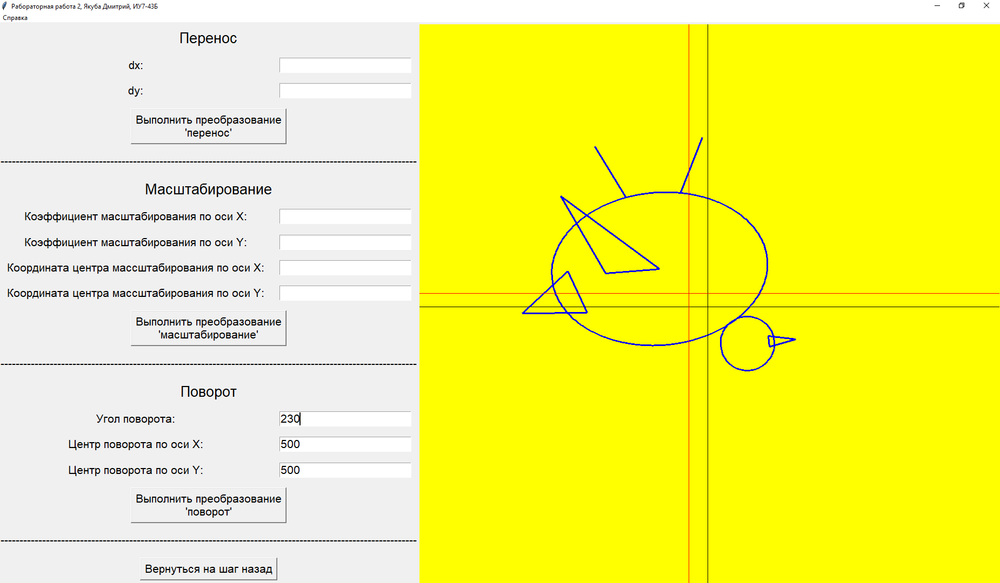 Рабораторная работа 2, Якуба Дмитрий, ИУ7-43Б
Справка
Перенос
dx:
dy:
Выполнить преобразование
'перенос'
Масштабирование
Коэффициент масштабирования по оси X:
Коэффициент масштабирования по оси Y:
Координата центра массштабирования по оси X:
Координата центра массштабирования по оси Y:
Выполнить преобразование
'масштабирование'
Поворот
Угол поворота: 230
Центр поворота по оси X: 500
Центр поворота по оси Y: 500
Выполнить преобразование
'поворот'
Вернуться на шаг назад